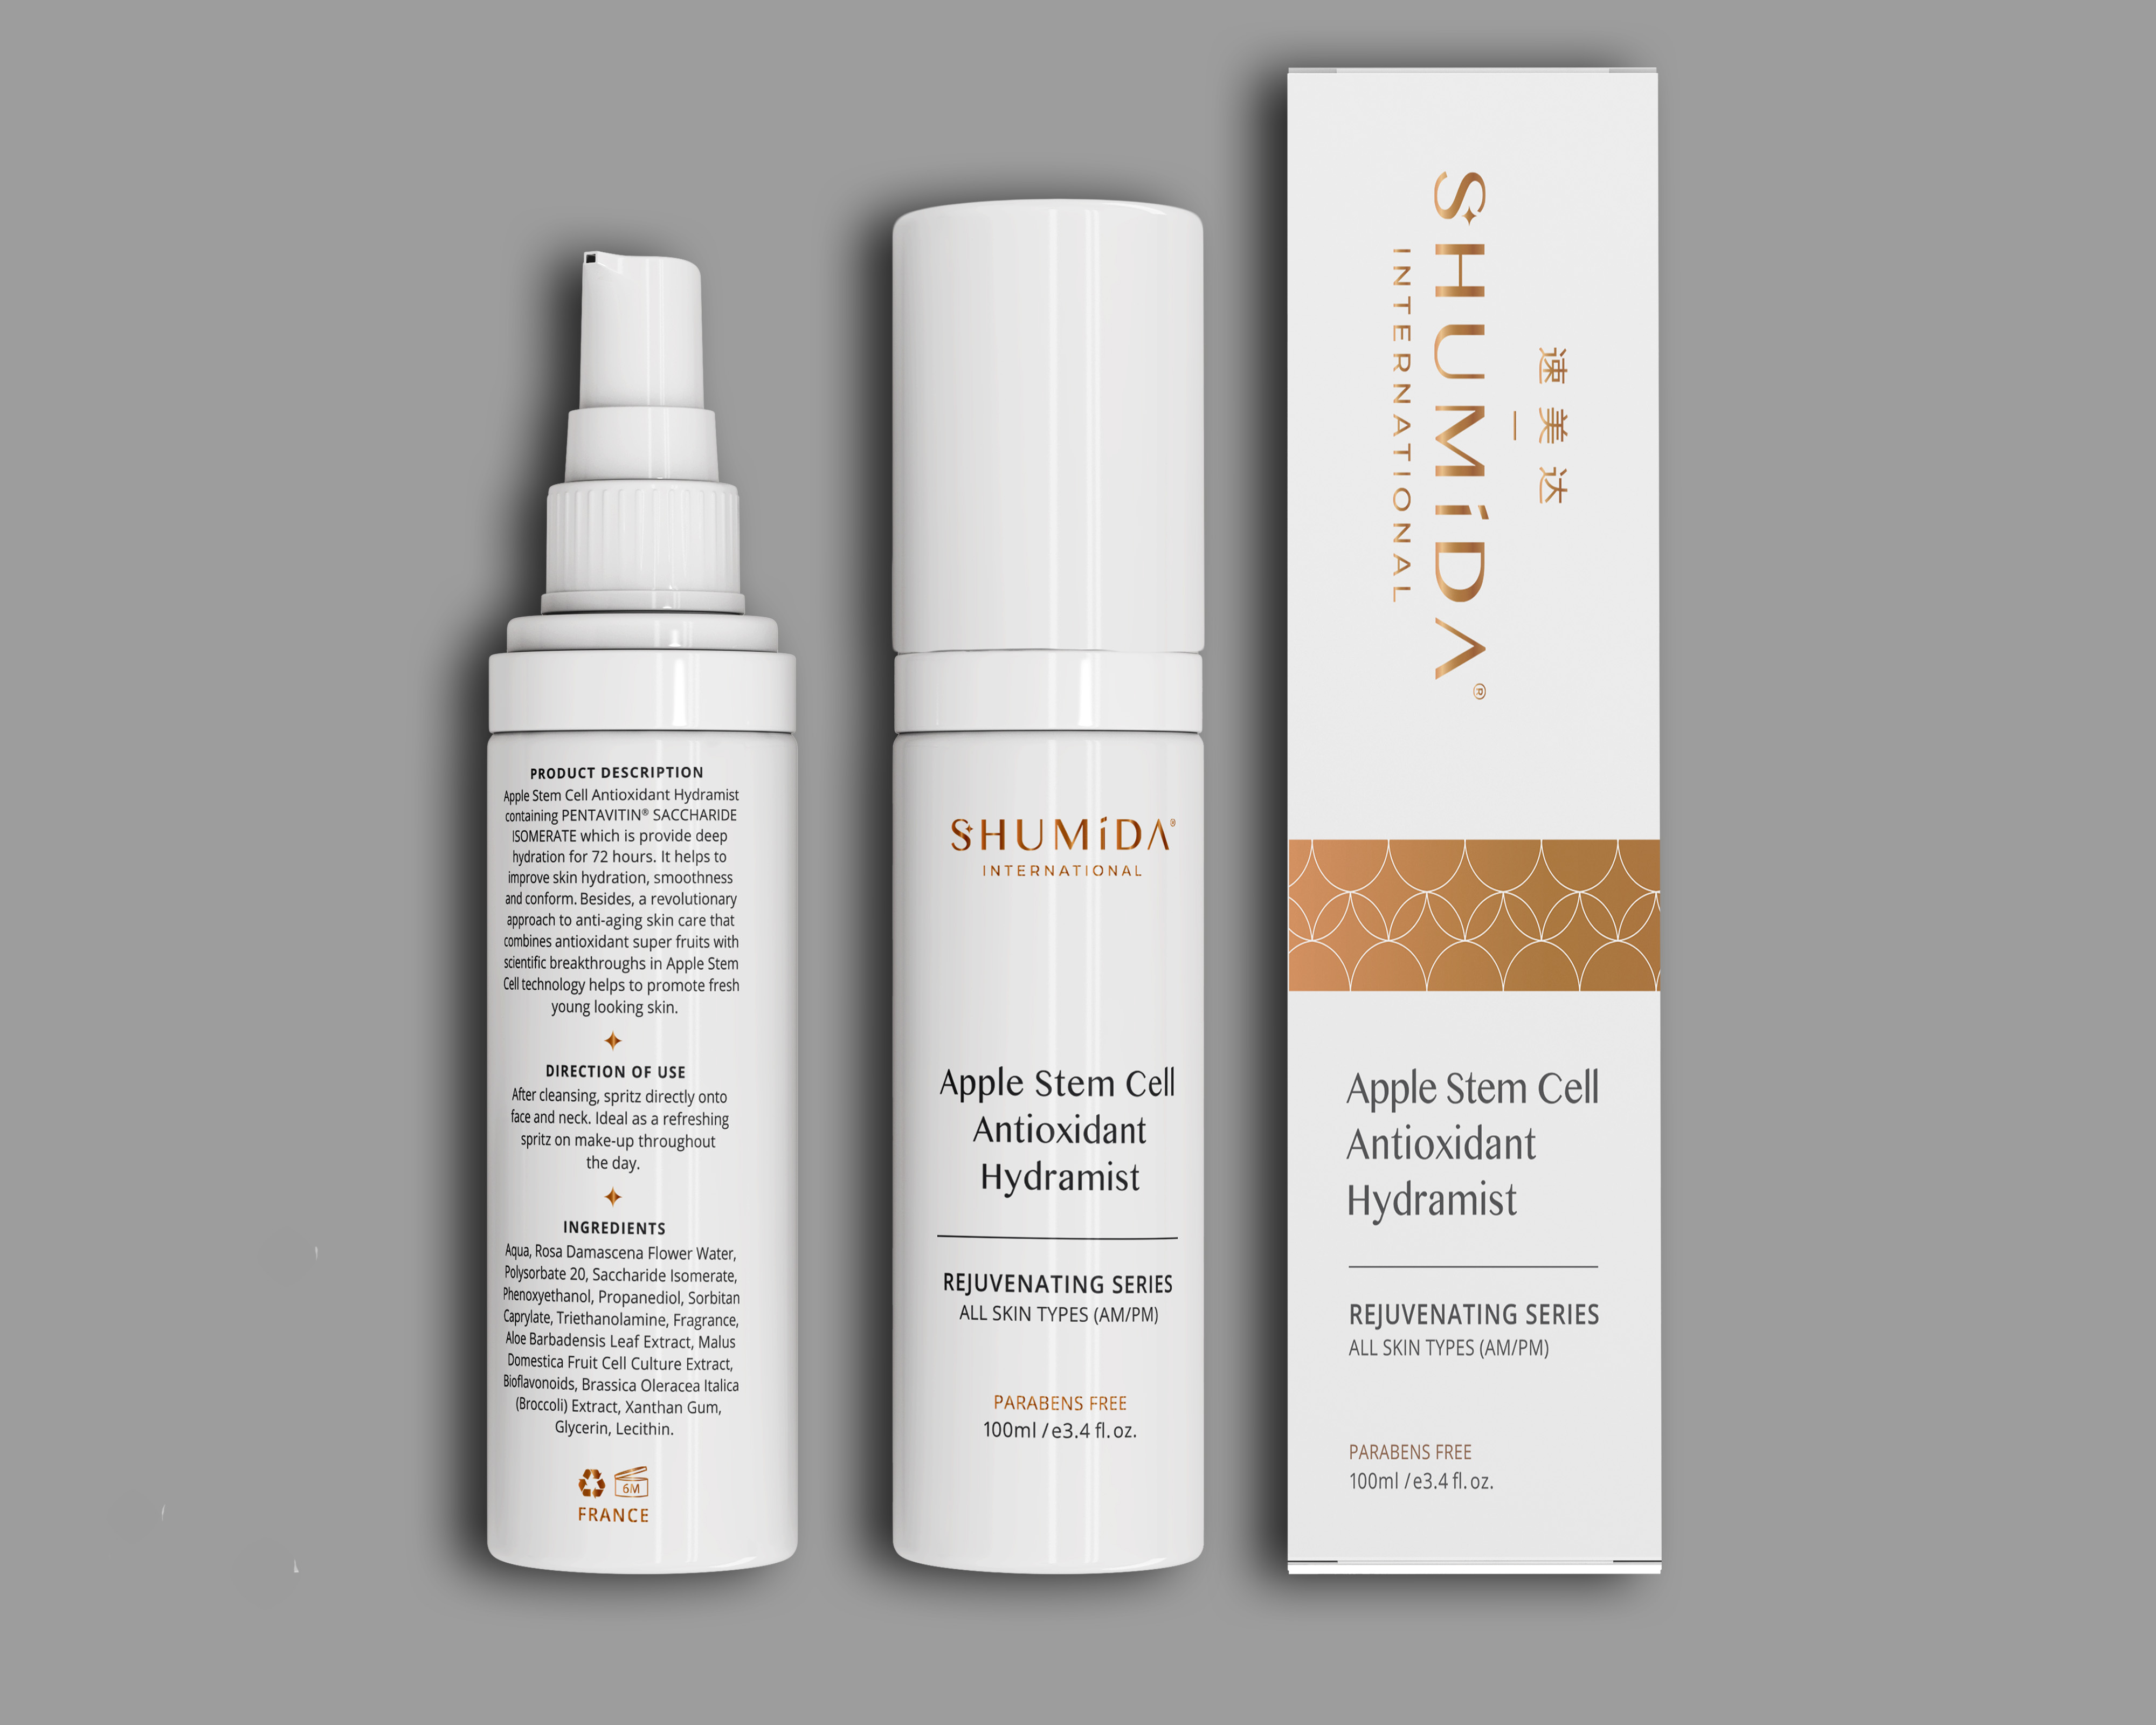 PRODUCT DESCRIPTION
Apple Stem Cell Antioxidant Hydramist
containing PENTAVITIN® SACCHARIDE
ISOMERATE which is provide deep
hydration for 72 hours. It helps to
improve skin hydration, smoothness
and conform. Besides, a revolutionary
approach to anti-aging skin care that
combines antioxidant super fruits with
scientific breakthroughs in Apple Stem
Cell technology helps to promote fresh
young looking skin.
DIRECTION OF USE
After cleansing, spritz directly onto
face and neck. Ideal as a refreshing
spritz on make-up throughout
the day.
INGREDIENTS
Aqua, Rosa Damascena Flower Water,
Polysorbate 20, Saccharide Isomerate,
Phenoxyethanol, Propanediol, Sorbitan
Caprylate, Triethanolamine, Fragrance,
Aloe Barbadensis Leaf Extract, Malus
Domestica Fruit Cell Culture Extract,
Bioflavonoids, Brassica Oleracea Italica
(Broccoli) Extract, Xanthan Gum,
Glycerin, Lecithin.
6M
FRANCE
SHUMíDA®
INTERNATIONAL
Apple Stem Cell
Antioxidant
Hydramist
REJUVENATING SERIES
ALL SKIN TYPES (AM/PM)
PARABENS FREE
100ml / e3.4 fl. oz.
速美达
SHUMíDA®
INTERNATIONAL
Apple Stem Cell
Antioxidant
Hydramist
REJUVENATING SERIES
ALL SKIN TYPES (AM/PM)
PARABENS FREE
100ml / e3.4 fl. oz.